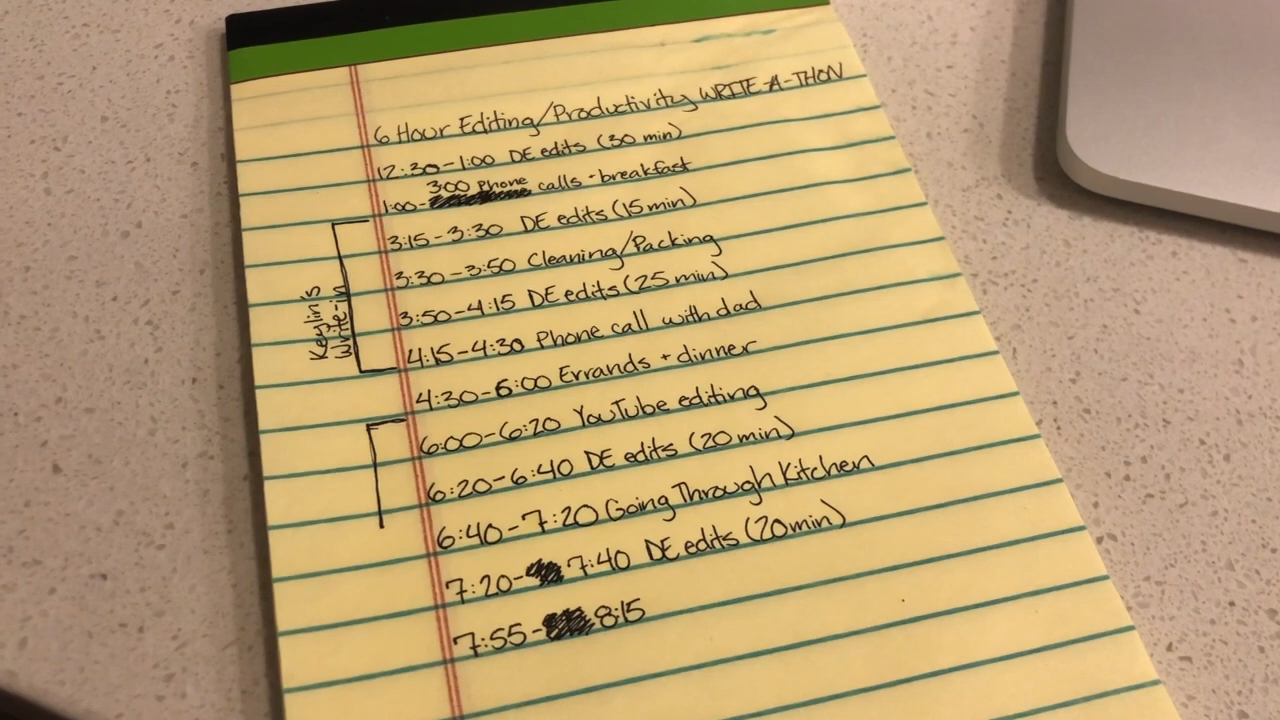 6 Hour Editing/Productivity WRITE-A-THON
12:30-1:00 DE edits (30 min)
1:00-3:00 Phone calls + breakfast
3:15-3:30 DE edits (15 min)
3:30-3:50 Cleaning/Packing
3:50-4:15 DE edits (25 min)
4:15-4:30 Phone call with dad
4:30-6:00 Errands + dinner
6:00-6:20 YouTube editing
6:20-6:40 DE edits (20 min)
6:40-7:20 Going Through Kitchen
7:20-7:40 DE edits (20 min)
7:55-8:15
Keylin's
Write-in